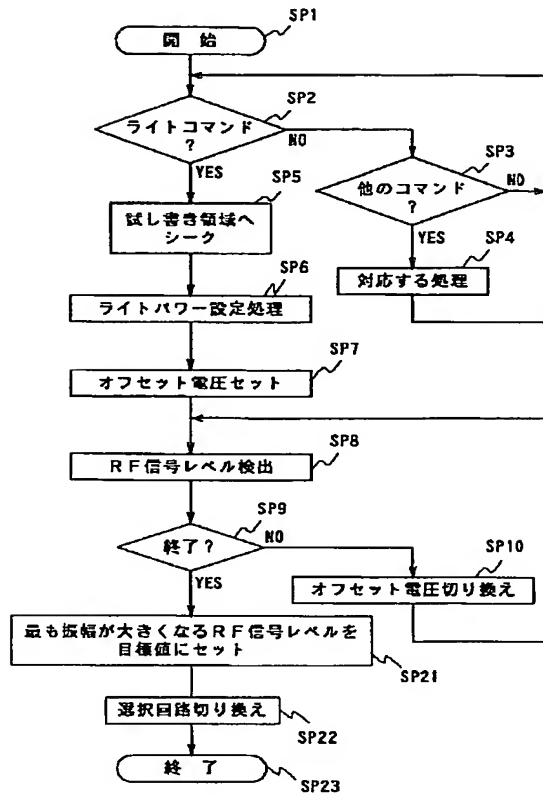 SP1
開 始
SP2
ライトコマンド
?
NO
YES
SP3
他のコマンド
?
NO
YES
SP4
対応する処理
SP5
試し書き領域へ
シーク
SP6
ライトパワー設定処理
SP7
オフセット電圧セット
SP8
RF信号レベル検出
SP9
終了?
NO
YES
SP10
オフセット電圧切り換え
最も振幅が大きくなるRF信号レベルを
目標値にセット
SP21
選択回路切り換え
SP22
終 了
SP23